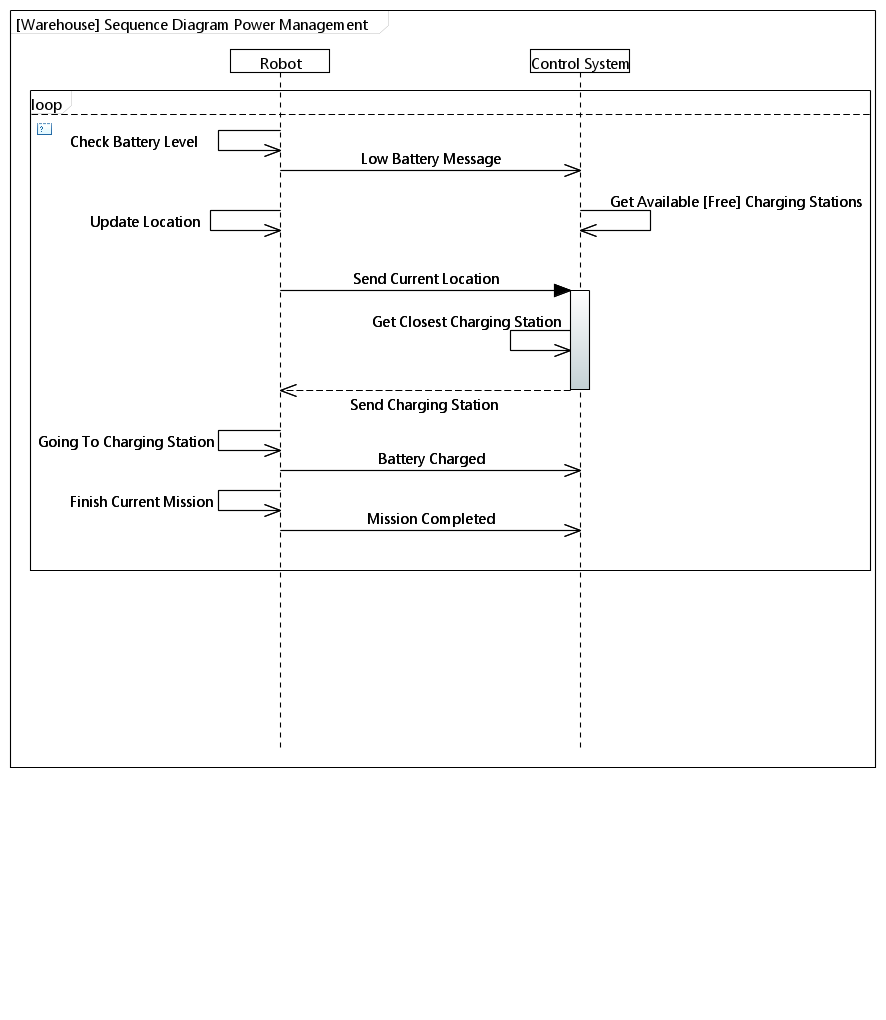 [Warehouse] Sequence Diagram Power Management
Robot
Control System
loop
?
Check Battery Level
Low Battery Message
Get Available [Free] Charging Stations
Update Location
Send Current Location
Get Closest Charging Station
Send Charging Station
Going To Charging Station
Battery Charged
Finish Current Mission
Mission Completed